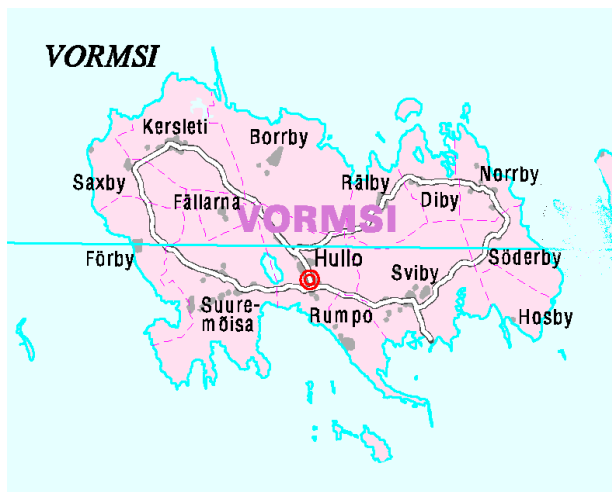 VORMSI
Kersleti
Borrby
Saxby
Rälby
Norrby
Diby
Fällarna
VORMSI
Förby
Hullo
Söderby
Sviby
Suure-
mõisa
Rumpo
Hosby